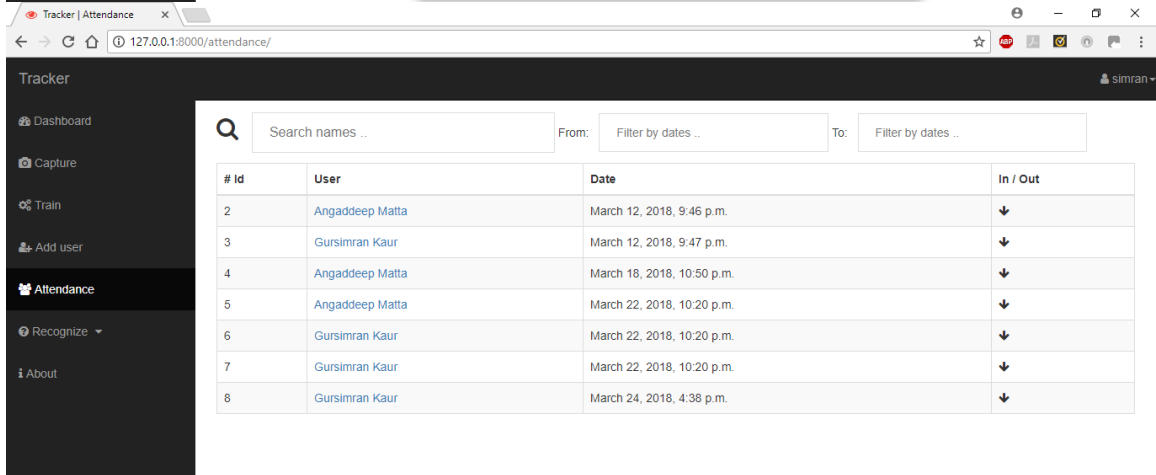 Tracker | Attendance
127.0.0.1:8000/attendance/
ABP
Tracker
simran
Dashboard
Capture
Train
Add user
Attendance
Recognize
About
Search names ..
From:
Filter by dates ..
To:
Filter by dates ..
# Id User Date In / Out
2 Angaddeep Matta March 12, 2018, 9:46 p.m.
3 Gursimran Kaur March 12, 2018, 9:47 p.m.
4 Angaddeep Matta March 18, 2018, 10:50 p.m.
5 Angaddeep Matta March 22, 2018, 10:20 p.m.
6 Gursimran Kaur March 22, 2018, 10:20 p.m.
7 Gursimran Kaur March 22, 2018, 10:20 p.m.
8 Gursimran Kaur March 24, 2018, 4:38 p.m.